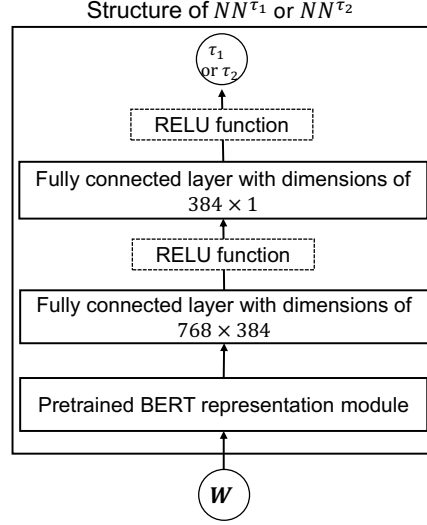 Structure of NN^τ₁ or NN^τ₂
τ₁
or τ₂
RELU function
Fully connected layer with dimensions of
384 × 1
RELU function
Fully connected layer with dimensions of
768 × 384
Pretrained BERT representation module
W